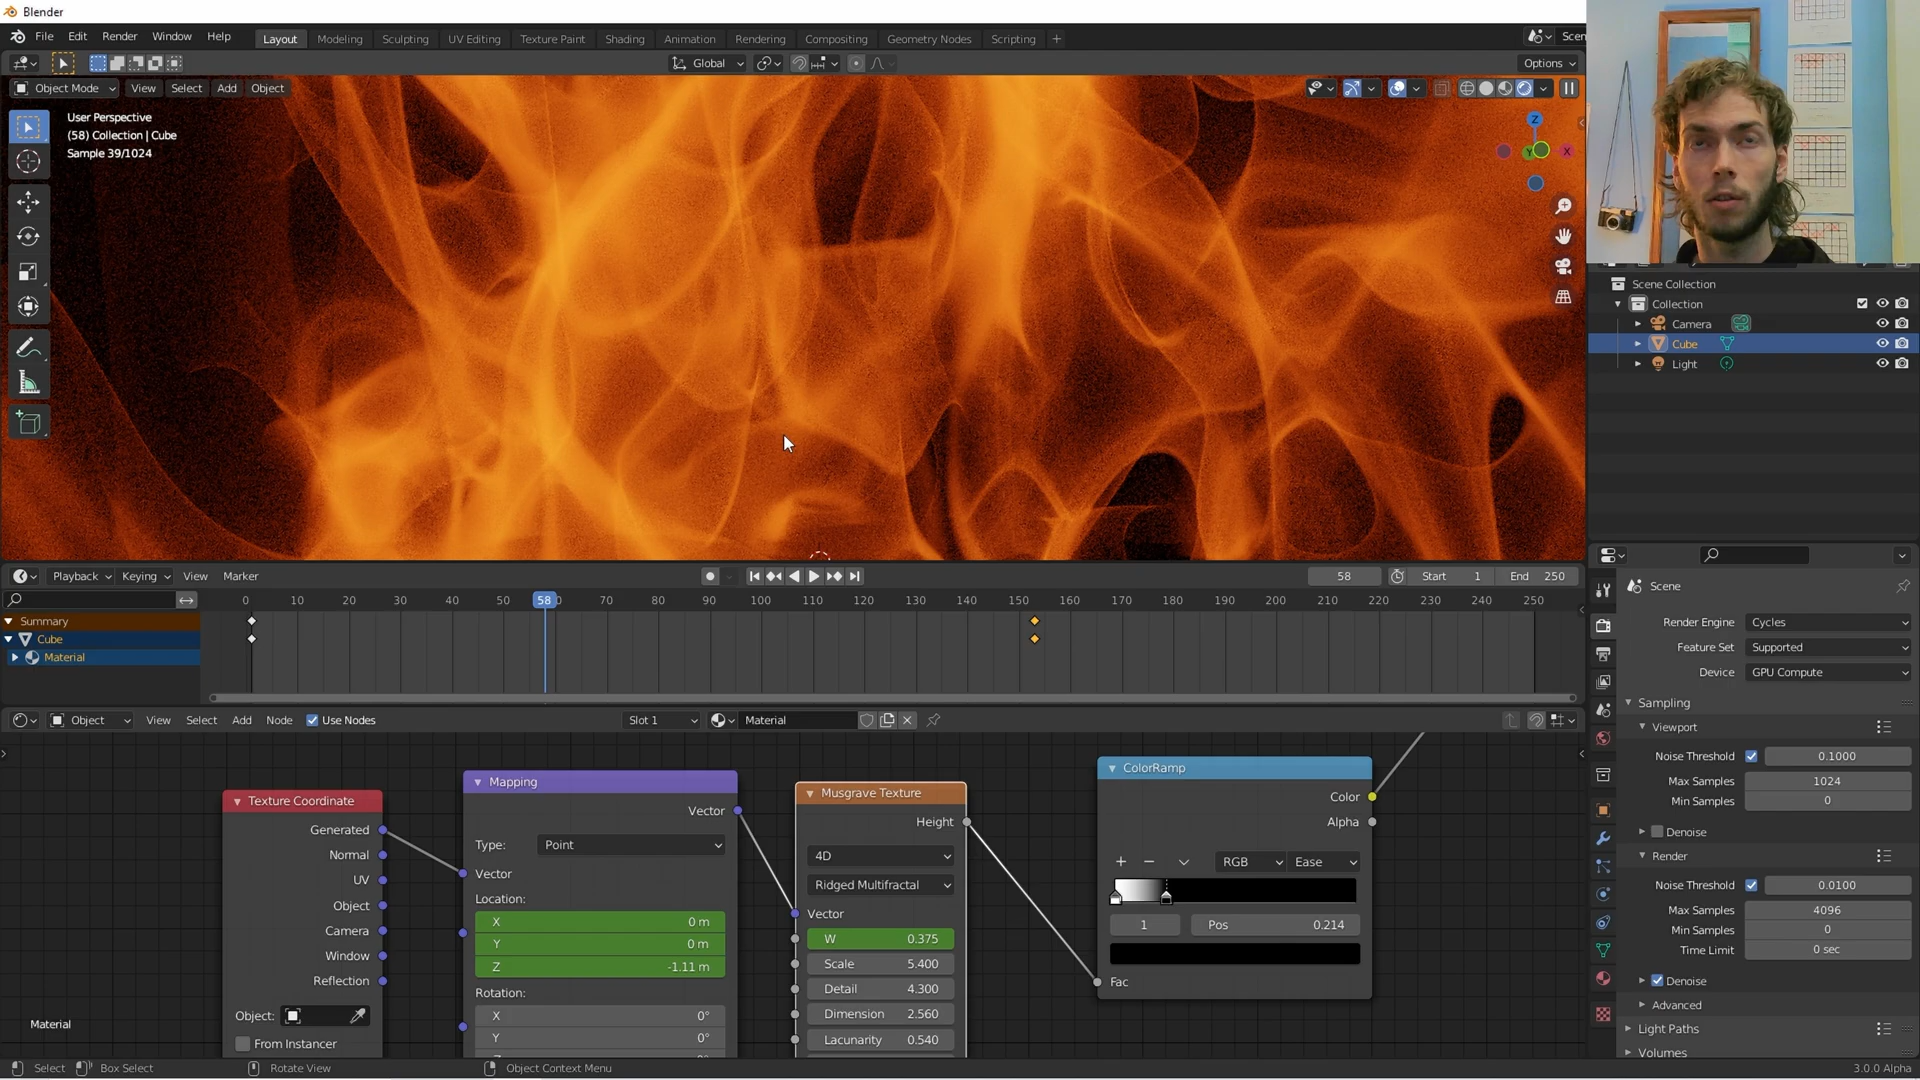 Blender
File Edit Render Window Help Layout Modeling Sculpting UV Editing Texture Paint Shading Animation Rendering Compositing Geometry Nodes Scripting + Scen
Global Options
Object Mode View Select Add Object
User Perspective
(58) Collection | Cube
Sample 39/1024
Z
Y
X
Scene Collection
Collection
Camera
Cube
Light
Playback Keying View Marker 58 Start 1 End 250
0 10 20 30 40 50 58 0 70 80 90 100 110 120 130 140 150 160 170 180 190 200 210 220 230 240 250
Summary
Cube
Material
Object View Select Add Node Use Nodes Slot 1 Material
Texture Coordinate
Generated
Normal
UV
Object
Camera
Window
Reflection
Object:
From Instancer
Mapping
Vector
Type: Point
Vector
Location:
X 0 m
Y 0 m
Z -1.11 m
Rotation:
X 0°
Y 0°
Musgrave Texture
Height
4D
Ridged Multifractal
Vector
W 0.375
Scale 5.400
Detail 4.300
Dimension 2.560
Lacunarity 0.540
ColorRamp
Color
Alpha
+ − RGB Ease
1 Pos 0.214
Fac
Material
Scene
Render Engine Cycles
Feature Set Supported
Device GPU Compute
Sampling
Viewport
Noise Threshold 0.1000
Max Samples 1024
Min Samples 0
Denoise
Render
Noise Threshold 0.0100
Max Samples 4096
Min Samples 0
Time Limit 0 sec
Denoise
Advanced
Light Paths
Volumes
Select Box Select Rotate View Object Context Menu 3.0.0 Alpha